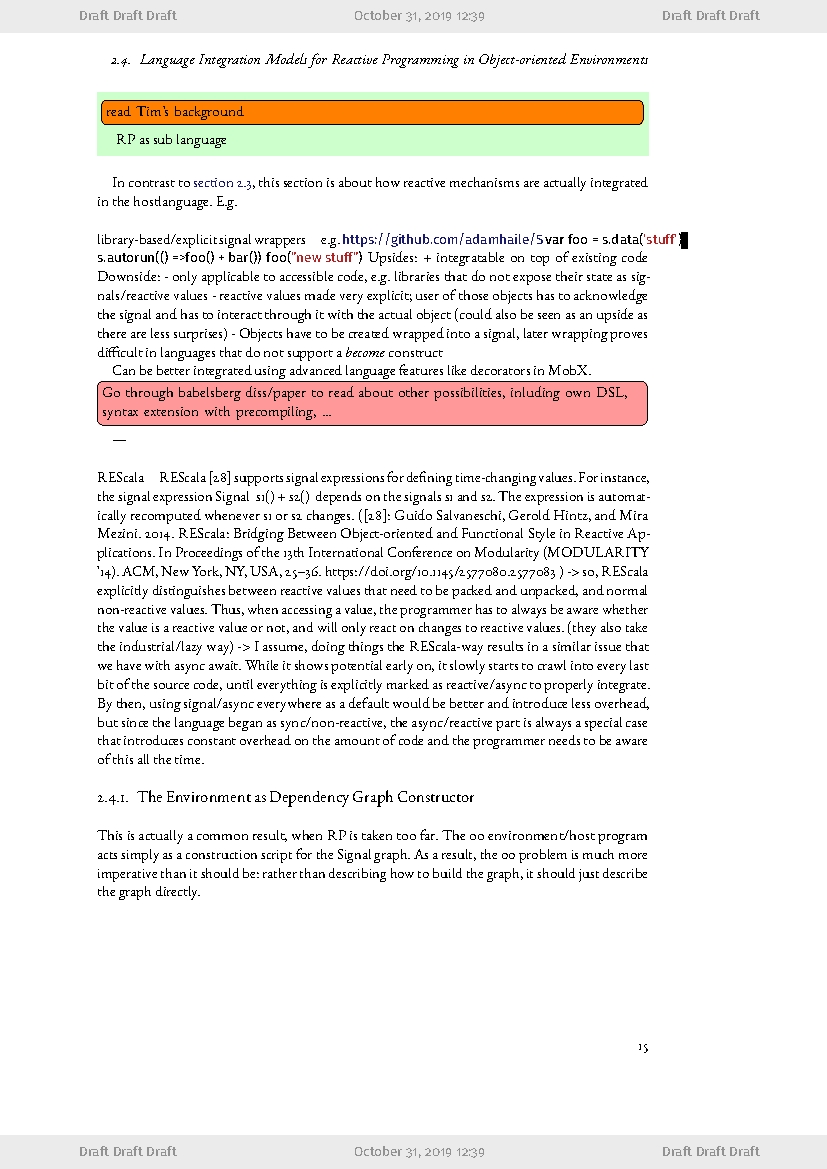 Draft Draft Draft October 31, 2019 12:39 Draft Draft Draft
2.4. Language Integration Models for Reactive Programming in Object-oriented Environments
read Tim's background
RP as sub language
In contrast to section 2.3, this section is about how reactive mechanisms are actually integrated
in the hostlanguage. E.g.
library-based/explicit signal wrappers e.g. https://github.com/adamhaile/S var foo = s.data('stuff')
s.autorun(() =>foo() + bar()) foo("new stuff") Upsides: + integratable on top of existing code
Downside: - only applicable to accessible code, e.g. libraries that do not expose their state as sig-
nals/reactive values - reactive values made very explicit; user of those objects has to acknowledge
the signal and has to interact through it with the actual object (could also be seen as an upside as
there are less surprises) - Objects have to be created wrapped into a signal, later wrapping proves
difficult in languages that do not support a become construct
Can be better integrated using advanced language features like decorators in MobX.
Go through babelsberg diss/paper to read about other possibilities, inluding own DSL,
syntax extension with precompiling, ...
—
REScala REScala [28] supports signal expressions for defining time-changing values. For instance,
the signal expression Signal s1() + s2() depends on the signals s1 and s2. The expression is automat-
ically recomputed whenever s1 or s2 changes. ([28]: Guido Salvaneschi, Gerold Hintz, and Mira
Mezini. 2014. REScala: Bridging Between Object-oriented and Functional Style in Reactive Ap-
plications. In Proceedings of the 13th International Conference on Modularity (MODULARITY
'14). ACM, New York, NY, USA, 25–36. https://doi.org/10.1145/2577080.2577083 ) -> so, REScala
explicitly distinguishes between reactive values that need to be packed and unpacked, and normal
non-reactive values. Thus, when accessing a value, the programmer has to always be aware whether
the value is a reactive value or not, and will only react on changes to reactive values. (they also take
the industrial/lazy way) -> I assume, doing things the REScala-way results in a similar issue that
we have with async await. While it shows potential early on, it slowly starts to crawl into every last
bit of the source code, until everything is explicitly marked as reactive/async to properly integrate.
By then, using signal/async everywhere as a default would be better and introduce less overhead,
but since the language began as sync/non-reactive, the async/reactive part is always a special case
that introduces constant overhead on the amount of code and the programmer needs to be aware
of this all the time.
2.4.1. The Environment as Dependency Graph Constructor
This is actually a common result, when RP is taken too far. The oo environment/host program
acts simply as a construction script for the Signal graph. As a result, the oo problem is much more
imperative than it should be: rather than describing how to build the graph, it should just describe
the graph directly.
15
Draft Draft Draft October 31, 2019 12:39 Draft Draft Draft